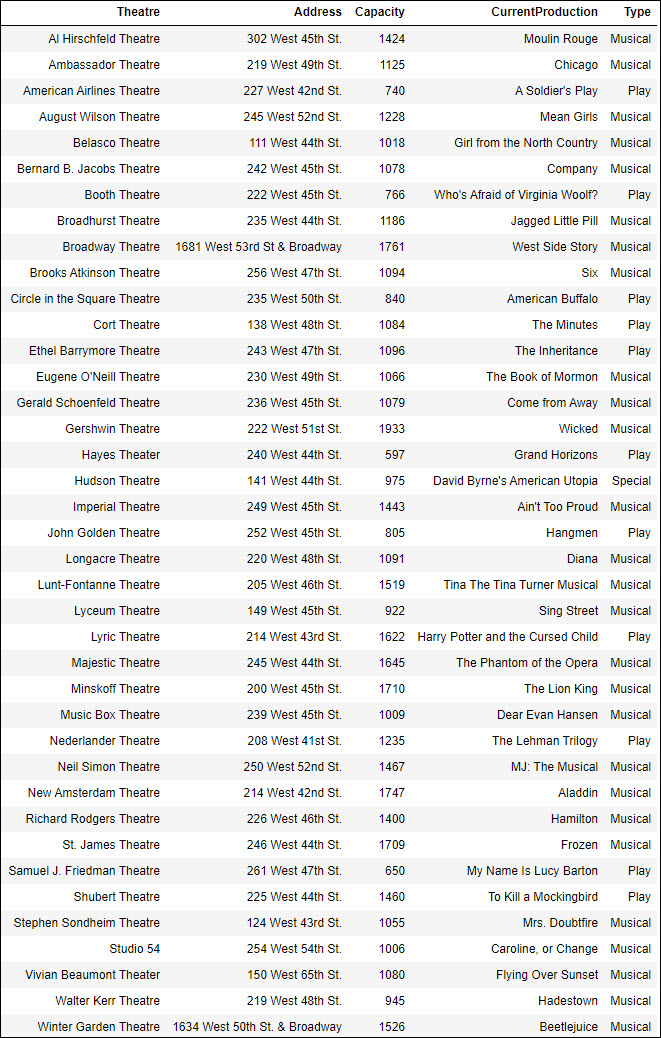 Theatre Address Capacity CurrentProduction Type
Al Hirschfeld Theatre 302 West 45th St. 1424 Moulin Rouge Musical
Ambassador Theatre 219 West 49th St. 1125 Chicago Musical
American Airlines Theatre 227 West 42nd St. 740 A Soldier's Play Play
August Wilson Theatre 245 West 52nd St. 1228 Mean Girls Musical
Belasco Theatre 111 West 44th St. 1018 Girl from the North Country Musical
Bernard B. Jacobs Theatre 242 West 45th St. 1078 Company Musical
Booth Theatre 222 West 45th St. 766 Who's Afraid of Virginia Woolf? Play
Broadhurst Theatre 235 West 44th St. 1186 Jagged Little Pill Musical
Broadway Theatre 1681 West 53rd St & Broadway 1761 West Side Story Musical
Brooks Atkinson Theatre 256 West 47th St. 1094 Six Musical
Circle in the Square Theatre 235 West 50th St. 840 American Buffalo Play
Cort Theatre 138 West 48th St. 1084 The Minutes Play
Ethel Barrymore Theatre 243 West 47th St. 1096 The Inheritance Play
Eugene O'Neill Theatre 230 West 49th St. 1066 The Book of Mormon Musical
Gerald Schoenfeld Theatre 236 West 45th St. 1079 Come from Away Musical
Gershwin Theatre 222 West 51st St. 1933 Wicked Musical
Hayes Theater 240 West 44th St. 597 Grand Horizons Play
Hudson Theatre 141 West 44th St. 975 David Byrne's American Utopia Special
Imperial Theatre 249 West 45th St. 1443 Ain't Too Proud Musical
John Golden Theatre 252 West 45th St. 805 Hangmen Play
Longacre Theatre 220 West 48th St. 1091 Diana Musical
Lunt-Fontanne Theatre 205 West 46th St. 1519 Tina The Tina Turner Musical Musical
Lyceum Theatre 149 West 45th St. 922 Sing Street Musical
Lyric Theatre 214 West 43rd St. 1622 Harry Potter and the Cursed Child Play
Majestic Theatre 245 West 44th St. 1645 The Phantom of the Opera Musical
Minskoff Theatre 200 West 45th St. 1710 The Lion King Musical
Music Box Theatre 239 West 45th St. 1009 Dear Evan Hansen Musical
Nederlander Theatre 208 West 41st St. 1235 The Lehman Trilogy Play
Neil Simon Theatre 250 West 52nd St. 1467 MJ: The Musical Musical
New Amsterdam Theatre 214 West 42nd St. 1747 Aladdin Musical
Richard Rodgers Theatre 226 West 46th St. 1400 Hamilton Musical
St. James Theatre 246 West 44th St. 1709 Frozen Musical
Samuel J. Friedman Theatre 261 West 47th St. 650 My Name Is Lucy Barton Play
Shubert Theatre 225 West 44th St. 1460 To Kill a Mockingbird Play
Stephen Sondheim Theatre 124 West 43rd St. 1055 Mrs. Doubtfire Musical
Studio 54 254 West 54th St. 1006 Caroline, or Change Musical
Vivian Beaumont Theater 150 West 65th St. 1080 Flying Over Sunset Musical
Walter Kerr Theatre 219 West 48th St. 945 Hadestown Musical
Winter Garden Theatre 1634 West 50th St. & Broadway 1526 Beetlejuice Musical